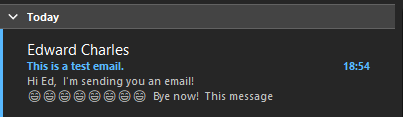 Today
Edward Charles
This is a test email. 18:54
Hi Ed,  I'm sending you an email!
😄😄😄😄😄😄😄😄 Bye now!  This message